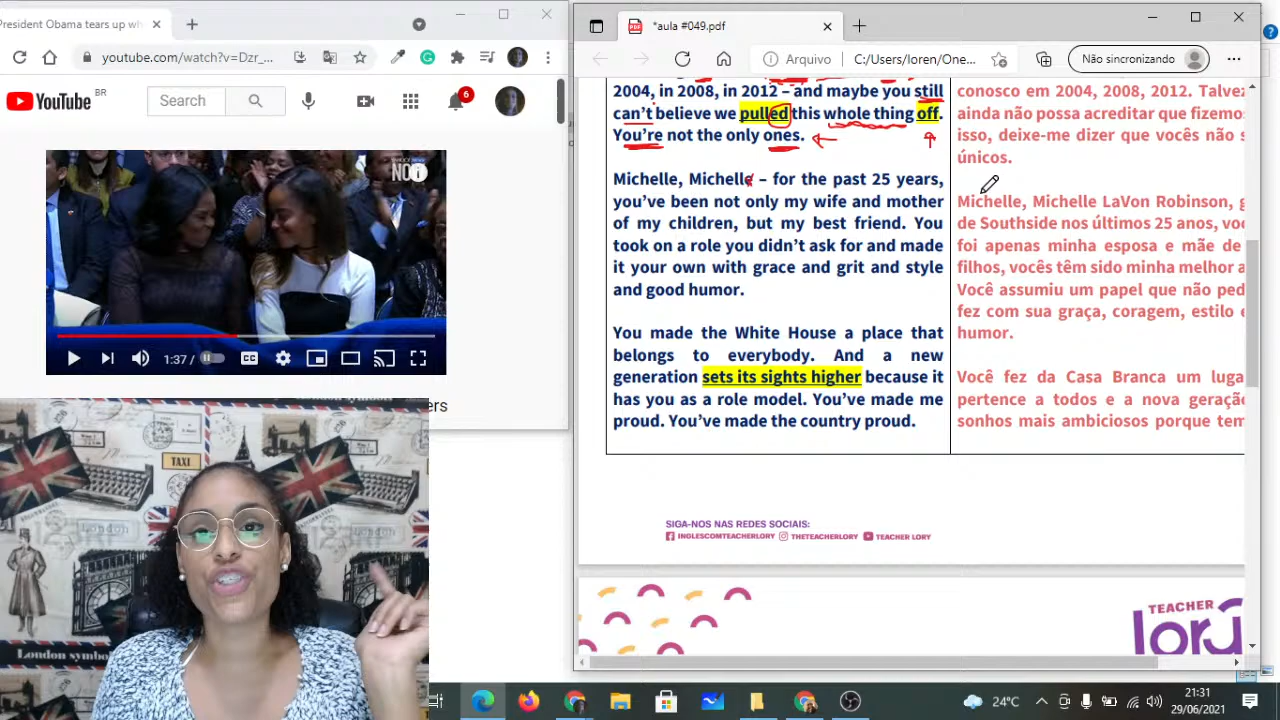 President Obama tears up wh
youtube.com/watch?v=Dzr_...
YouTube
BR
Search
6
NO
i
1:37 /
CC
ers
TAXI
London
London symbo
*aula #049.pdf
Arquivo
C:/Users/loren/One...
Não sincronizando
2004, in 2008, in 2012 – and maybe you still
can't believe we pulled this whole thing off.
You're not the only ones.
Michelle, Michelle – for the past 25 years,
you've been not only my wife and mother
of my children, but my best friend. You
took on a role you didn't ask for and made
it your own with grace and grit and style
and good humor.
You made the White House a place that
belongs to everybody. And a new
generation sets its sights higher because it
has you as a role model. You've made me
proud. You've made the country proud.
conosco em 2004, 2008, 2012. Talvez
ainda não possa acreditar que fizemo
isso, deixe-me dizer que vocês não s
únicos.
Michelle, Michelle LaVon Robinson, g
de Southside nos últimos 25 anos, voc
foi apenas minha esposa e mãe de
filhos, vocês têm sido minha melhor a
Você assumiu um papel que não ped
fez com sua graça, coragem, estilo e
humor.
Você fez da Casa Branca um luga
pertence a todos e a nova geração
sonhos mais ambiciosos porque tem
SIGA-NOS NAS REDES SOCIAIS:
INGLESCOMTEACHERLORY THETEACHERLORY TEACHER LORY
TEACHER
lory
24°C
21:31
29/06/2021